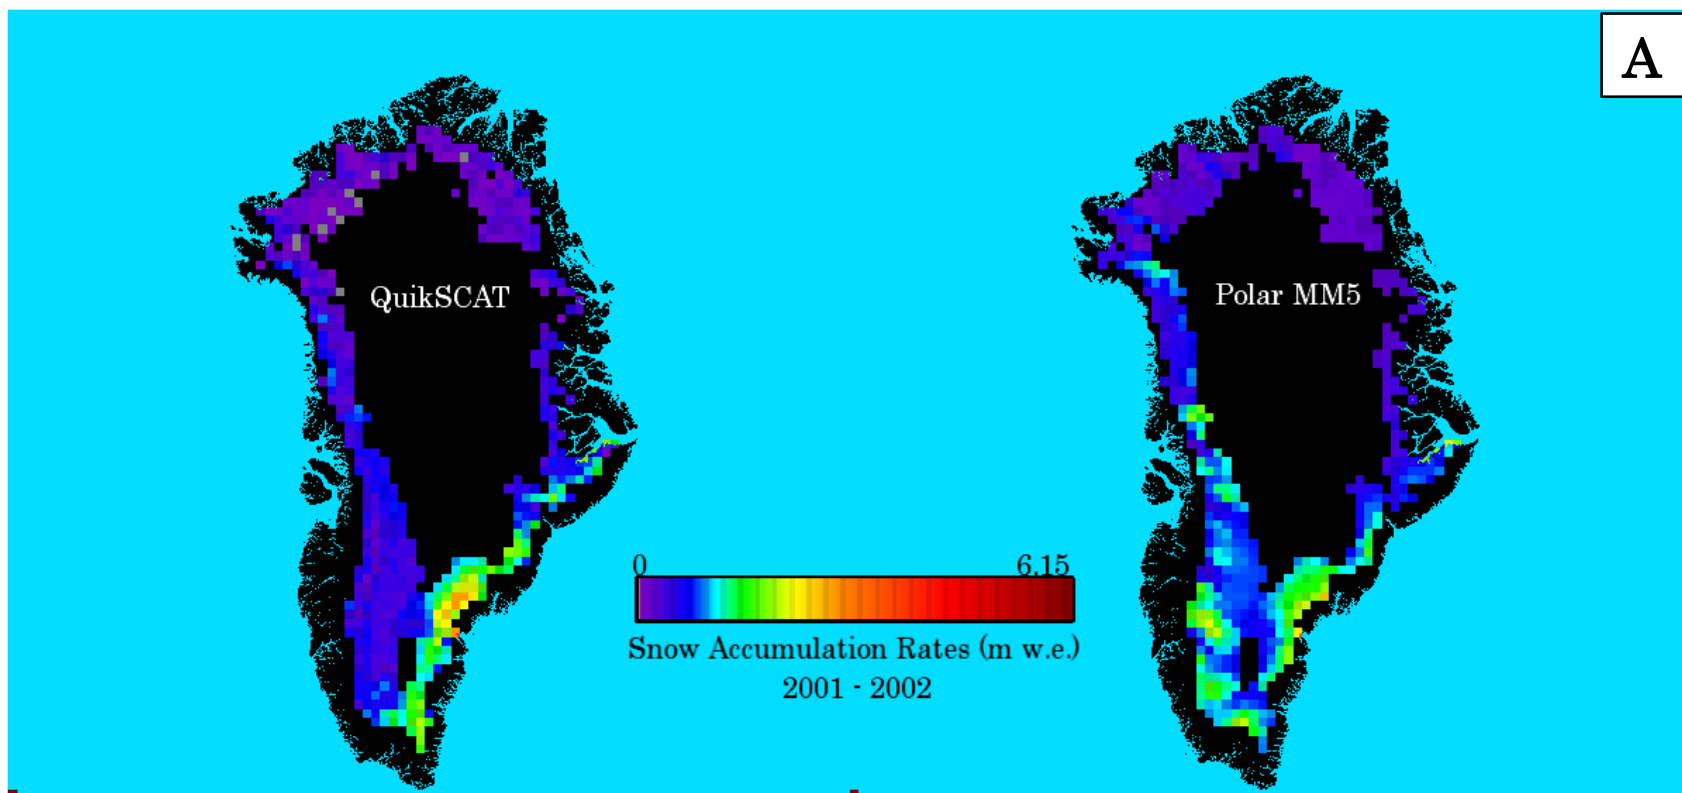 A
QuikSCAT
Polar MM5
0 6.15
Snow Accumulation Rates (m w.e.)
2001 - 2002